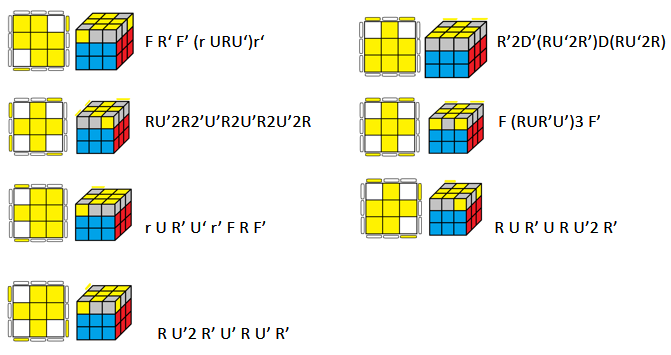 F R‘ F’ (r URU‘)r‘
R’2D’(RU‘2R’)D(RU‘2R)
RU’2R2’U’R2U’R2U’2R
F (RUR’U’)3 F’
r U R’ U‘ r’ F R F’
R U R’ U R U’2 R’
R U’2 R’ U’ R U’ R’